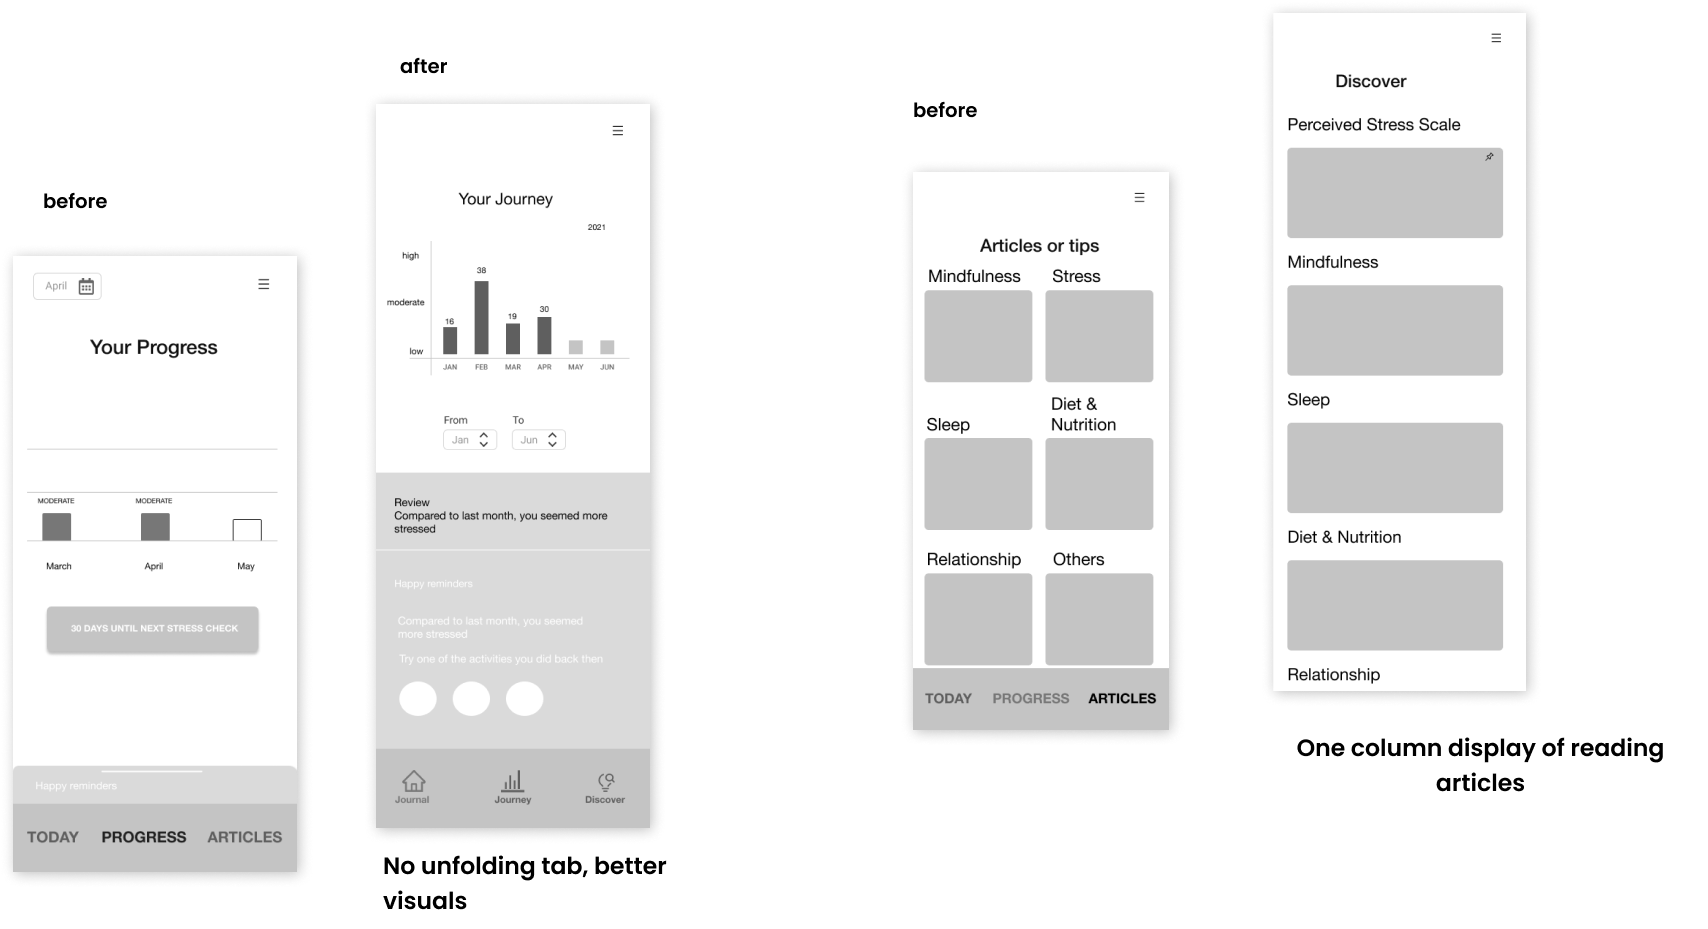 before
April
Your Progress
MODERATE
MODERATE
March
April
May
30 DAYS UNTIL NEXT STRESS CHECK
Happy reminders
TODAY
PROGRESS
ARTICLES
after
Your Journey
2021
high
moderate
low
16
38
19
30
JAN
FEB
MAR
APR
MAY
JUN
From
To
Jan
Jun
Review
Compared to last month, you seemed more
stressed
Happy reminders
Compared to last month, you seemed
more stressed
Try one of the activities you did back then
Journal
Journey
Discover
No unfolding tab, better
visuals
before
Articles or tips
Mindfulness
Stress
Sleep
Diet &
Nutrition
Relationship
Others
TODAY
PROGRESS
ARTICLES
Discover
Perceived Stress Scale
Mindfulness
Sleep
Diet & Nutrition
Relationship
One column display of reading
articles